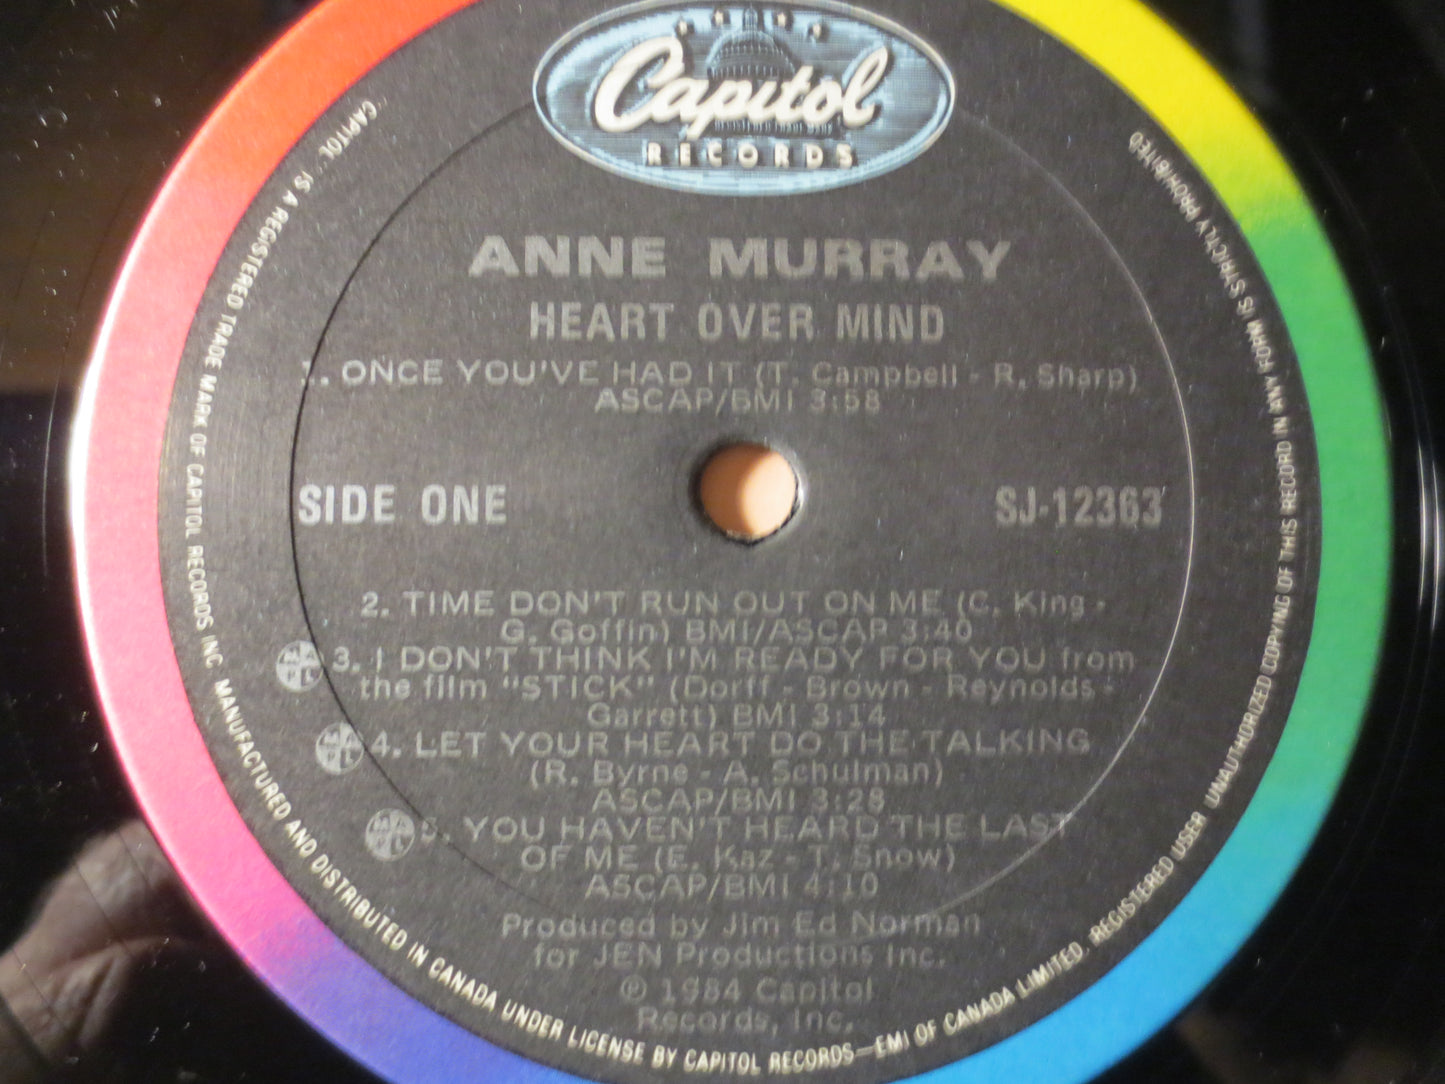 Capitol
RECORDS
ANNE MURRAY
HEART OVER MIND
1. ONCE YOU'VE HAD IT (T. Campbell - R. Sharp)
ASCAP/BMI 3:58
SIDE ONE
SJ-12363
2. TIME DON'T RUN OUT ON ME (C. King -
G. Goffin) BMI/ASCAP 3:40
MAPL 3. I DON'T THINK I'M READY FOR YOU from
the film "STICK" (Dorff - Brown - Reynolds -
Garrett) BMI 3:14
MAPL 4. LET YOUR HEART DO THE TALKING
(R. Byrne - A. Schulman)
ASCAP/BMI 3:28
MAPL 5. YOU HAVEN'T HEARD THE LAST
OF ME (E. Kaz - T. Snow)
ASCAP/BMI 4:10
Produced by Jim Ed Norman
for JEN Productions Inc.
℗ 1984 Capitol
Records, Inc.
CAPITOL IS A REGISTERED TRADE MARK OF CAPITOL RECORDS INC. MANUFACTURED AND DISTRIBUTED IN CANADA UNDER LICENSE BY CAPITOL RECORDS—EMI OF CANADA LIMITED. REGISTERED USER UNAUTHORIZED COPYING OF THIS RECORD IN ANY FORM IS STRICTLY PROHIBITED